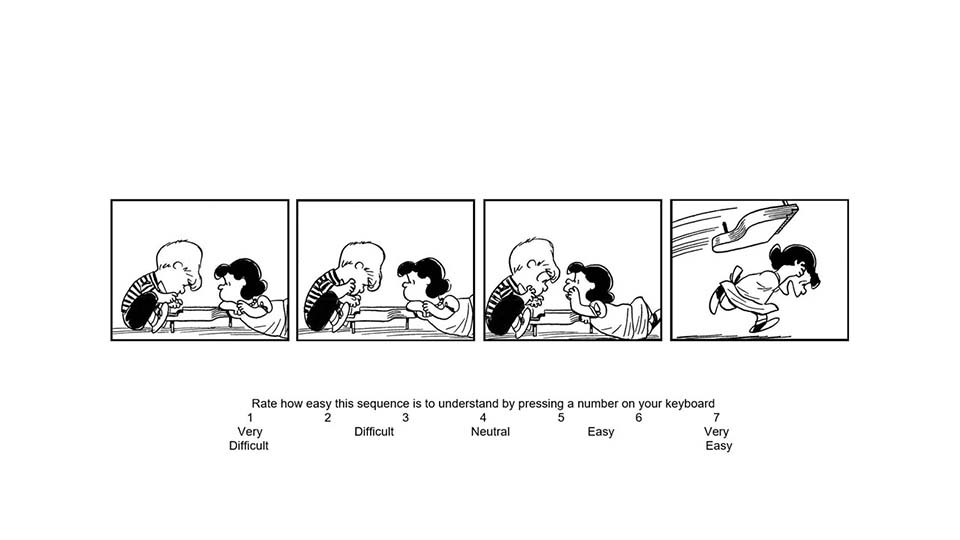 Rate how easy this sequence is to understand by pressing a number on your keyboard
1 2 3 4 5 6 7
Very Difficult Neutral Easy Very
Difficult Easy